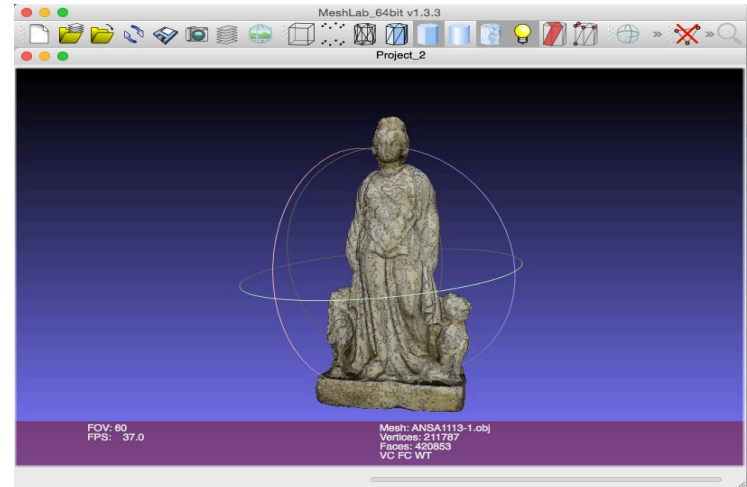 MeshLab_64bit v1.3.3
Project_2
FOV: 60
FPS: 37.0
Mesh: ANSA1113-1.obj
Vertices: 211787
Faces: 420853
VC FC WT